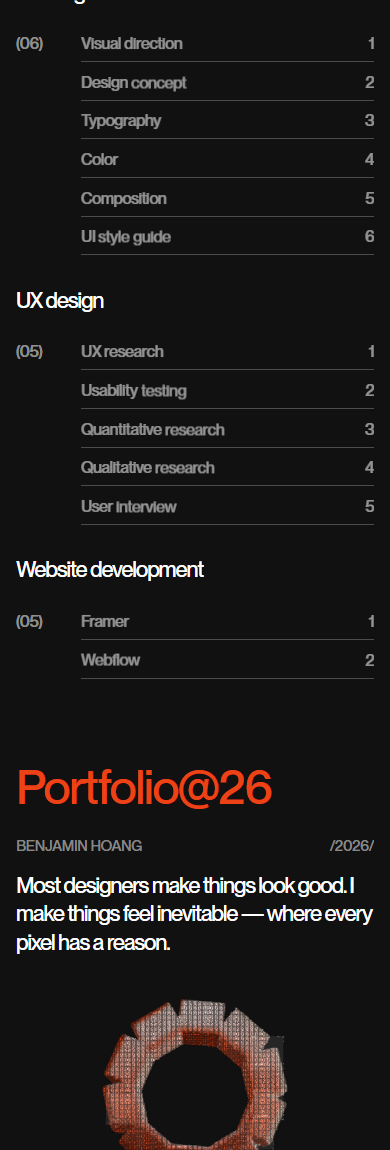 (06) Visual direction 1
Design concept 2
Typography 3
Color 4
Composition 5
UI style guide 6
UX design
(05) UX research 1
Usability testing 2
Quantitative research 3
Qualitative research 4
User interview 5
Website development
(05) Framer 1
Webflow 2
Portfolio@26
BENJAMIN HOANG /2026/
Most designers make things look good. I
make things feel inevitable — where every
pixel has a reason.